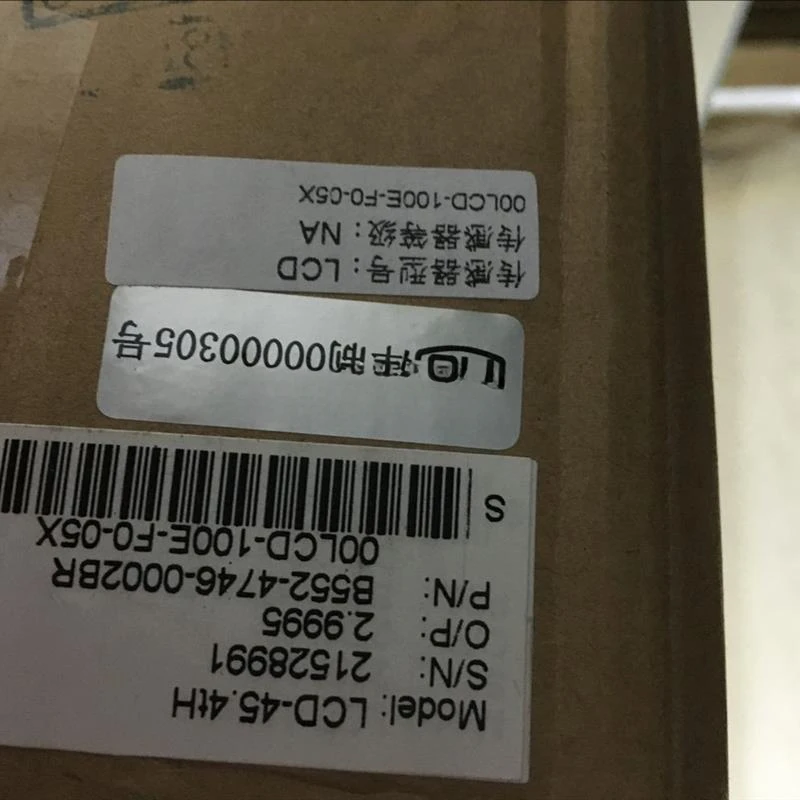 Model: LCD-45.4tH
S/N: 21528991
O/P: 2.9995
P/N: B552-4746-0002BR
00LCD-100E-F0-05X
S
津制00000305号
传感器型号：LCD
传感器等级：NA
00LCD-100E-F0-05X